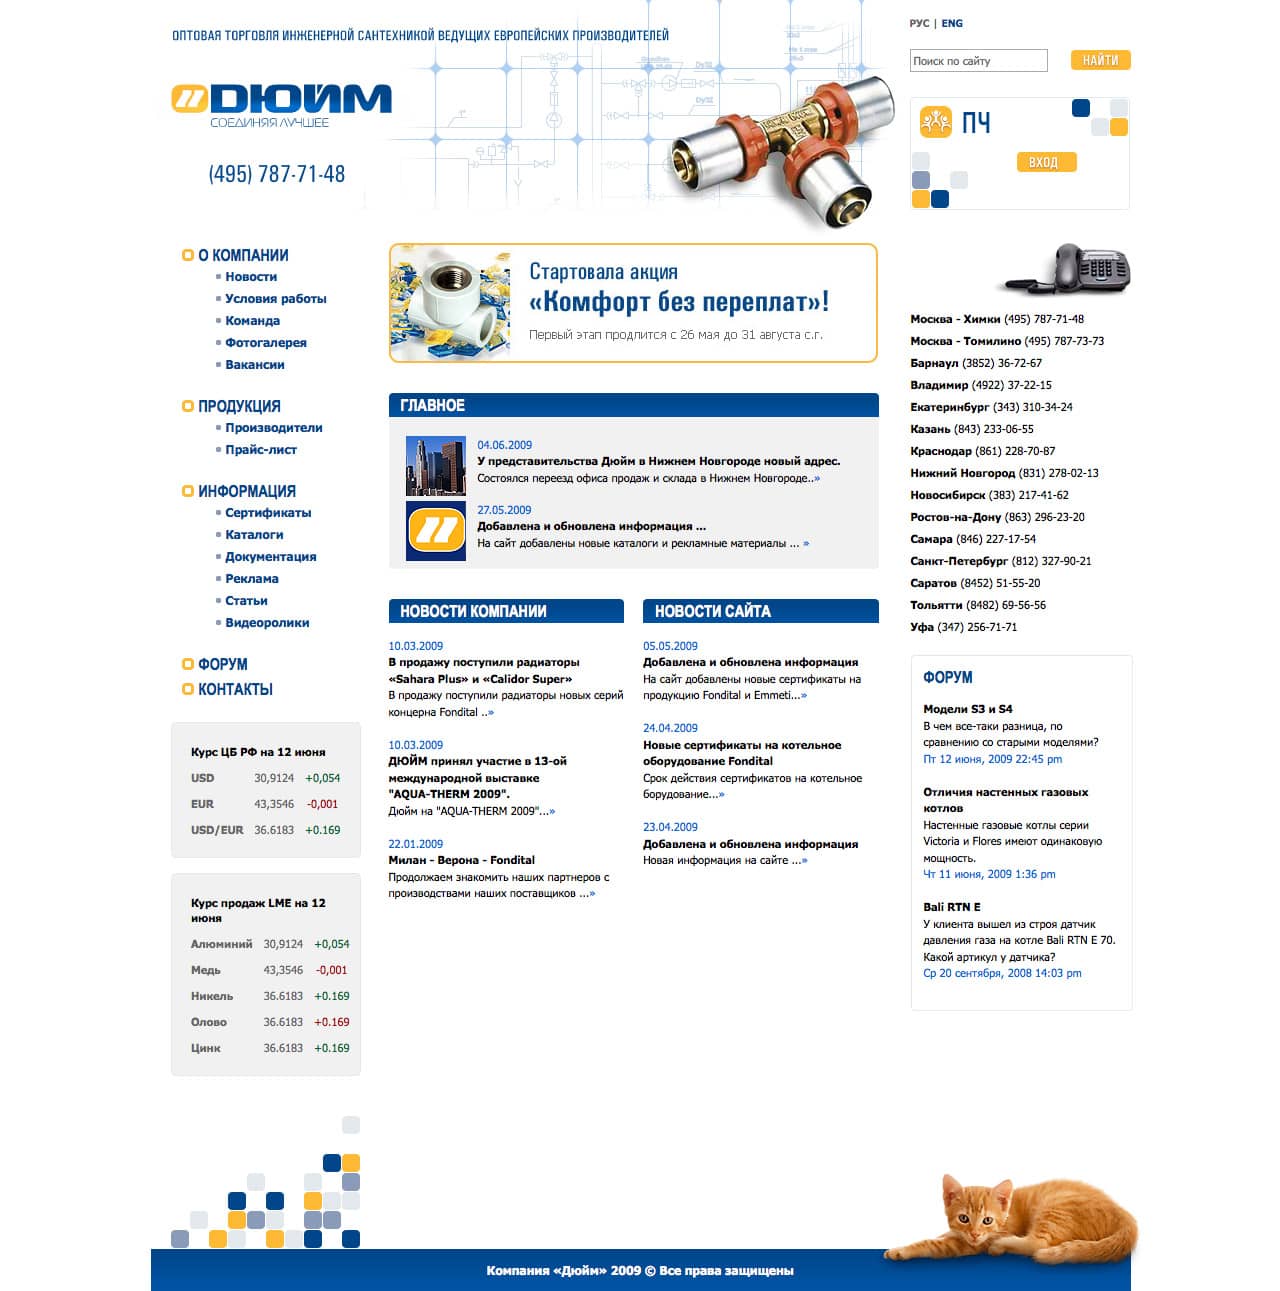 ОПТОВАЯ ТОРГОВЛЯ ИНЖЕНЕРНОЙ САНТЕХНИКОЙ ВЕДУЩИХ ЕВРОПЕЙСКИХ ПРОИЗВОДИТЕЛЕЙ
ДЮЙМ
СОЕДИНЯЯ ЛУЧШЕЕ
(495) 787-71-48
РУС | ENG
Поиск по сайту
НАЙТИ
ПЧ
ВХОД
О КОМПАНИИ
Новости
Условия работы
Команда
Фотогалерея
Вакансии
ПРОДУКЦИЯ
Производители
Прайс-лист
ИНФОРМАЦИЯ
Сертификаты
Каталоги
Документация
Реклама
Статьи
Видеоролики
ФОРУМ
КОНТАКТЫ
Курс ЦБ РФ на 12 июня
USD 30,9124 +0,054
EUR 43,3546 -0,001
USD/EUR 36.6183 +0.169
Курс продаж LME на 12
июня
Алюминий 30,9124 +0,054
Медь 43,3546 -0,001
Никель 36.6183 +0.169
Олово 36.6183 +0.169
Цинк 36.6183 +0.169
Стартовала акция
«Комфорт без переплат»!
Первый этап продлится с 26 мая до 31 августа с.г.
ГЛАВНОЕ
04.06.2009
У представительства Дюйм в Нижнем Новгороде новый адрес.
Состоялся переезд офиса продаж и склада в Нижнем Новгороде..»
27.05.2009
Добавлена и обновлена информация ...
На сайт добавлены новые каталоги и рекламные материалы ... »
НОВОСТИ КОМПАНИИ
10.03.2009
В продажу поступили радиаторы
«Sahara Plus» и «Calidor Super»
В продажу поступили радиаторы новых серий
концерна Fondital ..»
10.03.2009
ДЮЙМ принял участие в 13-ой
международной выставке
"AQUA-THERM 2009".
Дюйм на "AQUA-THERM 2009"...»
22.01.2009
Милан - Верона - Fondital
Продолжаем знакомить наших партнеров с
производствами наших поставщиков ...»
НОВОСТИ САЙТА
05.05.2009
Добавлена и обновлена информация
На сайт добавлены новые сертификаты на
продукцию Fondital и Emmeti...»
24.04.2009
Новые сертификаты на котельное
оборудование Fondital
Срок действия сертификатов на котельное
борудование...»
23.04.2009
Добавлена и обновлена информация
Новая информация на сайте ...»
Москва - Химки (495) 787-71-48
Москва - Томилино (495) 787-73-73
Барнаул (3852) 36-72-67
Владимир (4922) 37-22-15
Екатеринбург (343) 310-34-24
Казань (843) 233-06-55
Краснодар (861) 228-70-87
Нижний Новгород (831) 278-02-13
Новосибирск (383) 217-41-62
Ростов-на-Дону (863) 296-23-20
Самара (846) 227-17-54
Санкт-Петербург (812) 327-90-21
Саратов (8452) 51-55-20
Тольятти (8482) 69-56-56
Уфа (347) 256-71-71
ФОРУМ
Модели S3 и S4
В чем все-таки разница, по
сравнению со старыми моделями?
Пт 12 июня, 2009 22:45 pm
Отличия настенных газовых
котлов
Настенные газовые котлы серии
Victoria и Flores имеют одинаковую
мощность.
Чт 11 июня, 2009 1:36 pm
Bali RTN E
У клиента вышел из строя датчик
давления газа на котле Bali RTN E 70.
Какой артикул у датчика?
Ср 20 сентября, 2008 14:03 pm
Компания «Дюйм» 2009 © Все права защищены